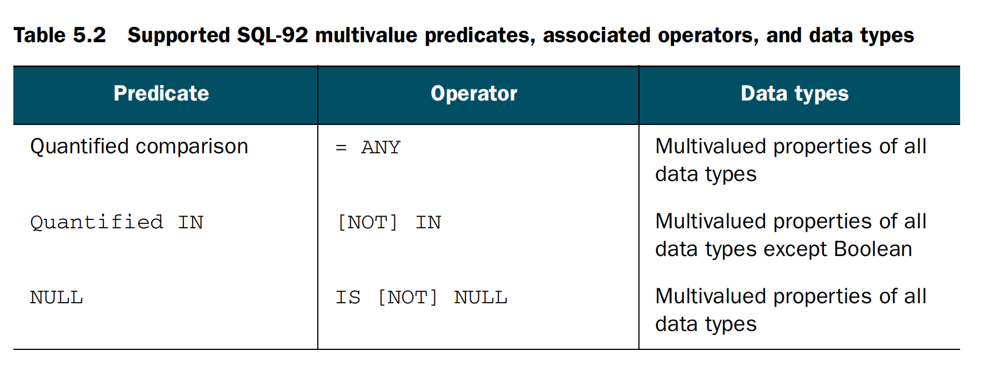 Table 5.2 Supported SQL-92 multivalue predicates, associated operators, and data types
Predicate Operator Data types
Quantified comparison = ANY Multivalued properties of all
data types
Quantified IN [NOT] IN Multivalued properties of all
data types except Boolean
NULL IS [NOT] NULL Multivalued properties of all
data types